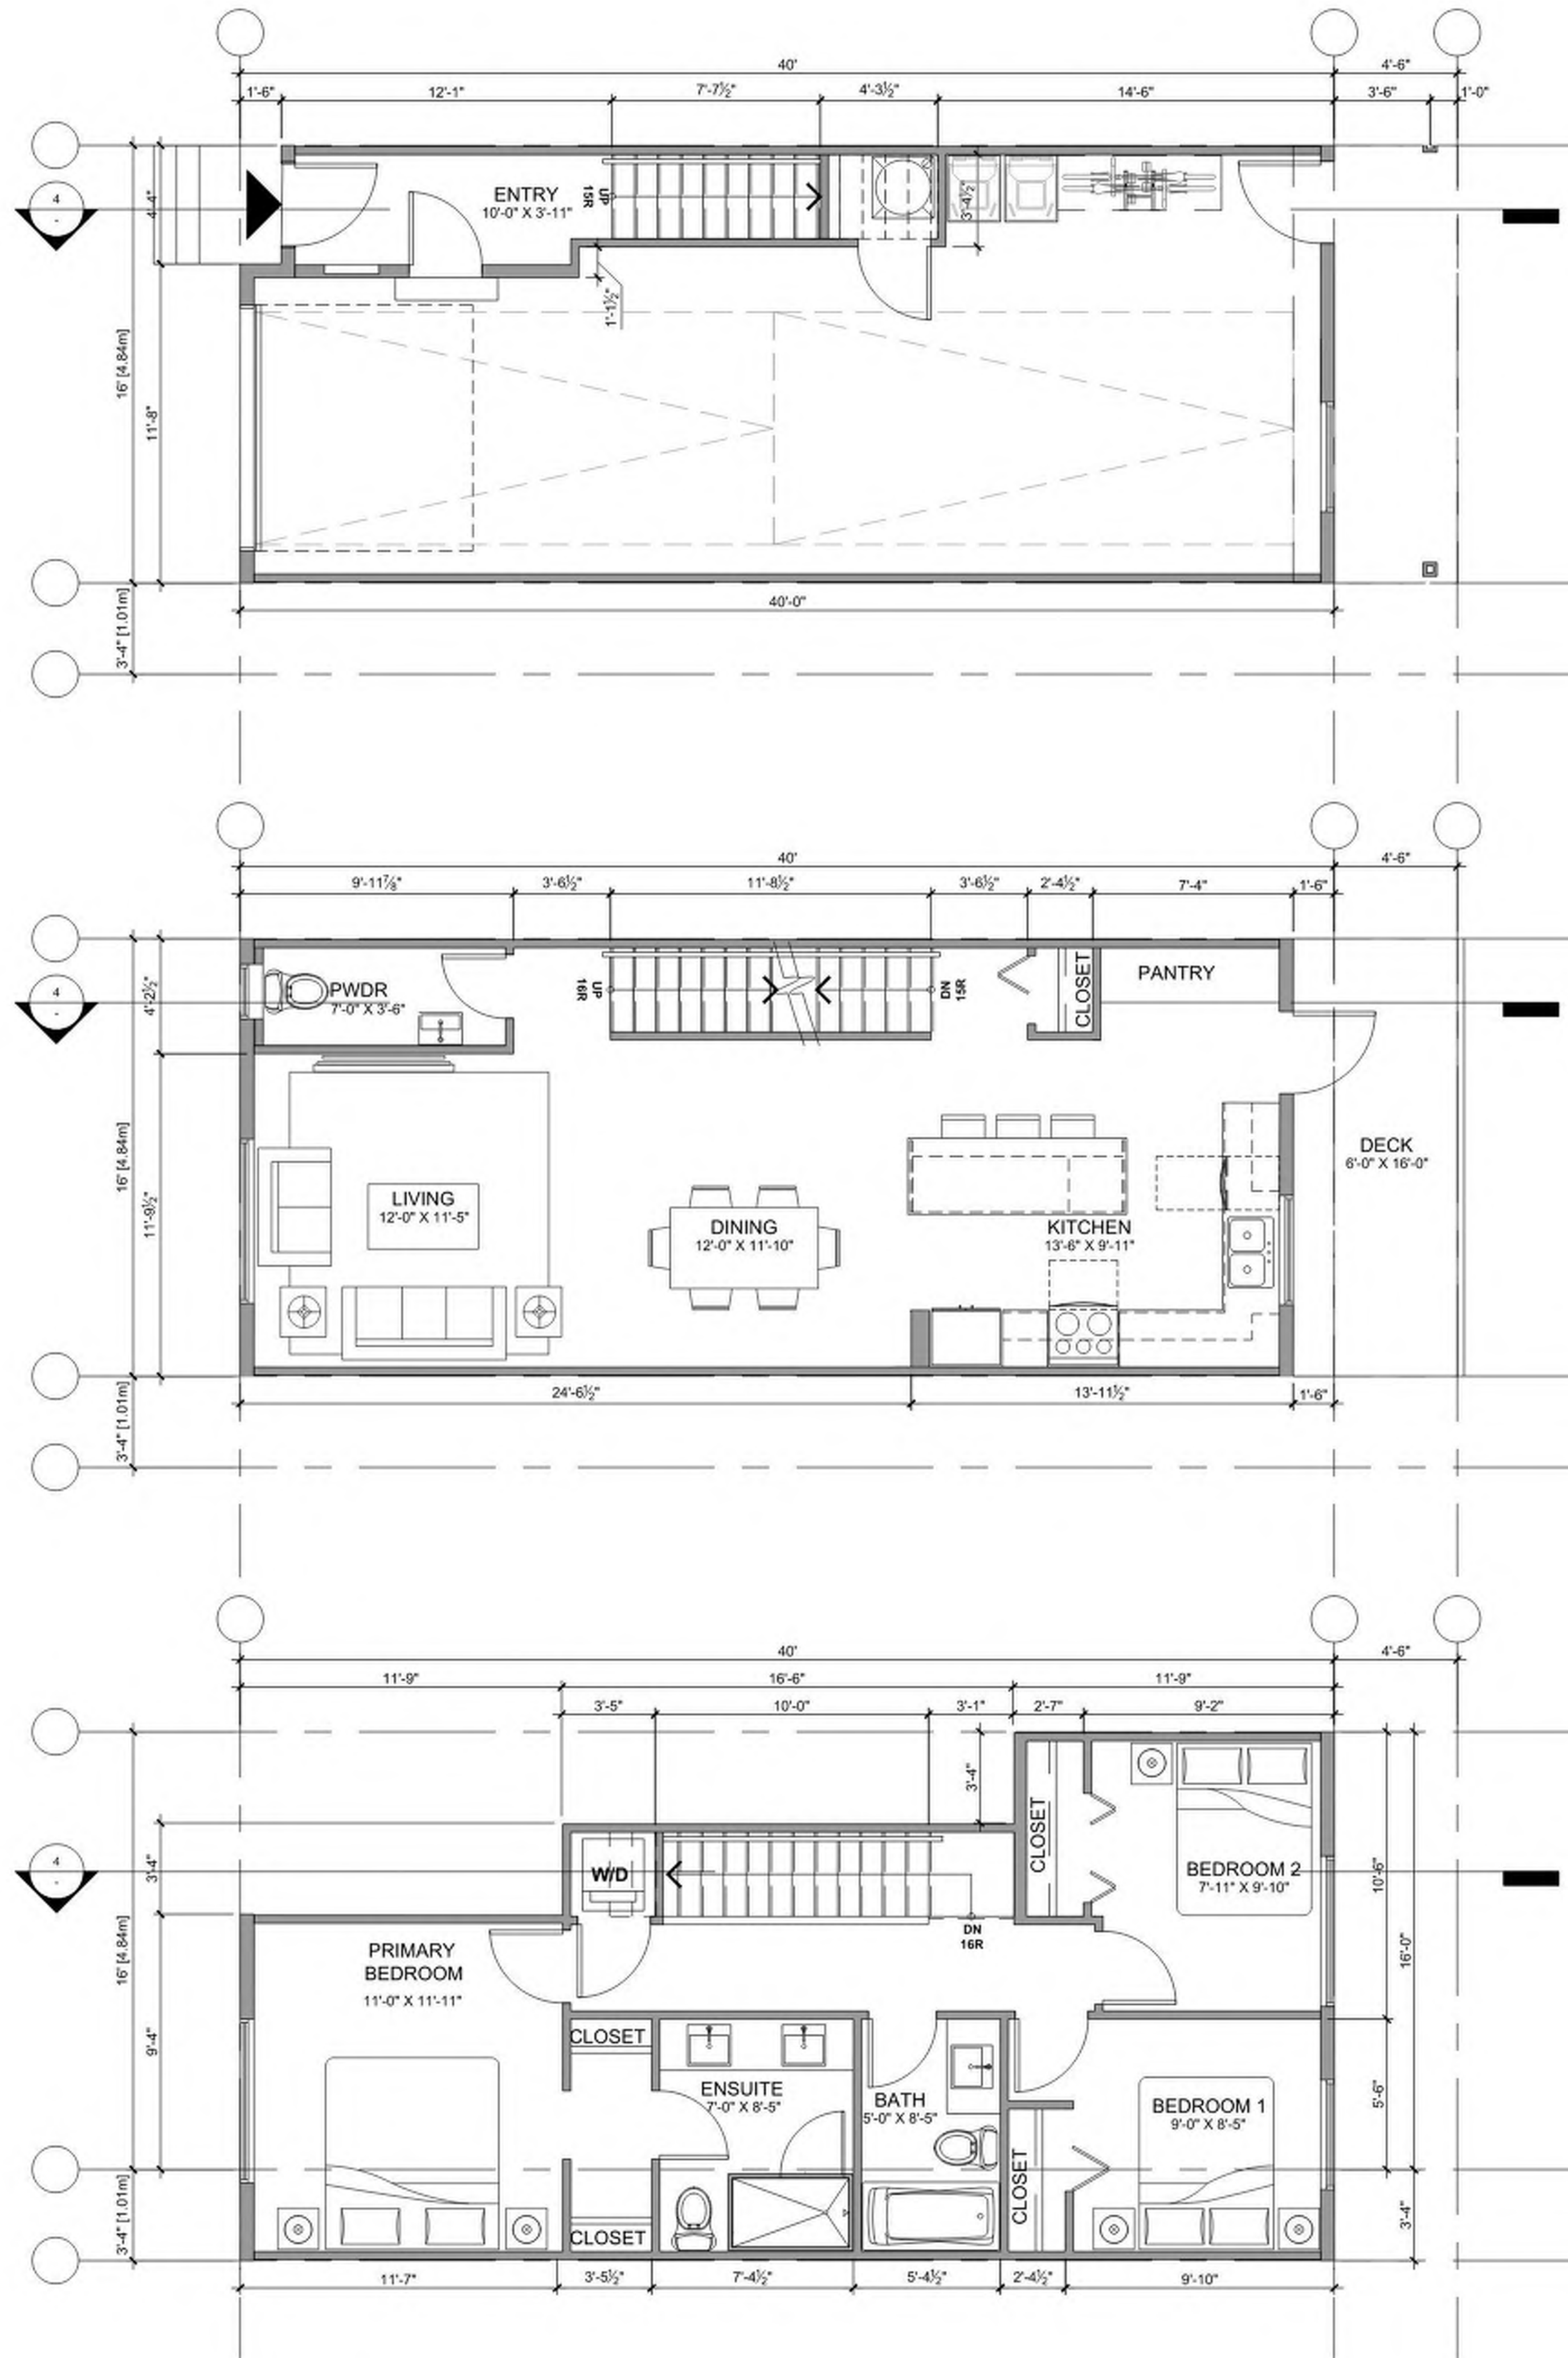 40'
4'-6"
1'-6"
12'-1"
7'-7½"
4'-3½"
14'-6"
3'-6"
1'-0"
4
-
4'-4"
ENTRY
10'-0" X 3'-11"
UP
15R
3'-4½"
1'-1½"
16' [4.84m]
11'-8"
40'-0"
3'-4" [1.01m]
40'
4'-6"
9'-11⅞"
3'-6½"
11'-8½"
3'-6½"
2'-4½"
7'-4"
1'-6"
4
-
4'-2½"
PWDR
7'-0" X 3'-6"
UP
16R
DN
15R
CLOSET
PANTRY
16' [4.84m]
11'-9½"
LIVING
12'-0" X 11'-5"
DINING
12'-0" X 11'-10"
KITCHEN
13'-6" X 9'-11"
DECK
6'-0" X 16'-0"
24'-6½"
13'-11½"
1'-6"
3'-4" [1.01m]
40'
4'-6"
11'-9"
16'-6"
11'-9"
3'-5"
10'-0"
3'-1"
2'-7"
9'-2"
3'-4"
4
-
3'-4"
W/D
CLOSET
BEDROOM 2
7'-11" X 9'-10"
10'-6"
DN
16R
PRIMARY
BEDROOM
11'-0" X 11'-11"
16' [4.84m]
16'-0"
9'-4"
CLOSET
ENSUITE
7'-0" X 8'-5"
BATH
5'-0" X 8'-5"
BEDROOM 1
9'-0" X 8'-5"
5'-6"
CLOSET
CLOSET
3'-4" [1.01m]
3'-4"
11'-7"
3'-5½"
7'-4½"
5'-4½"
2'-4½"
9'-10"